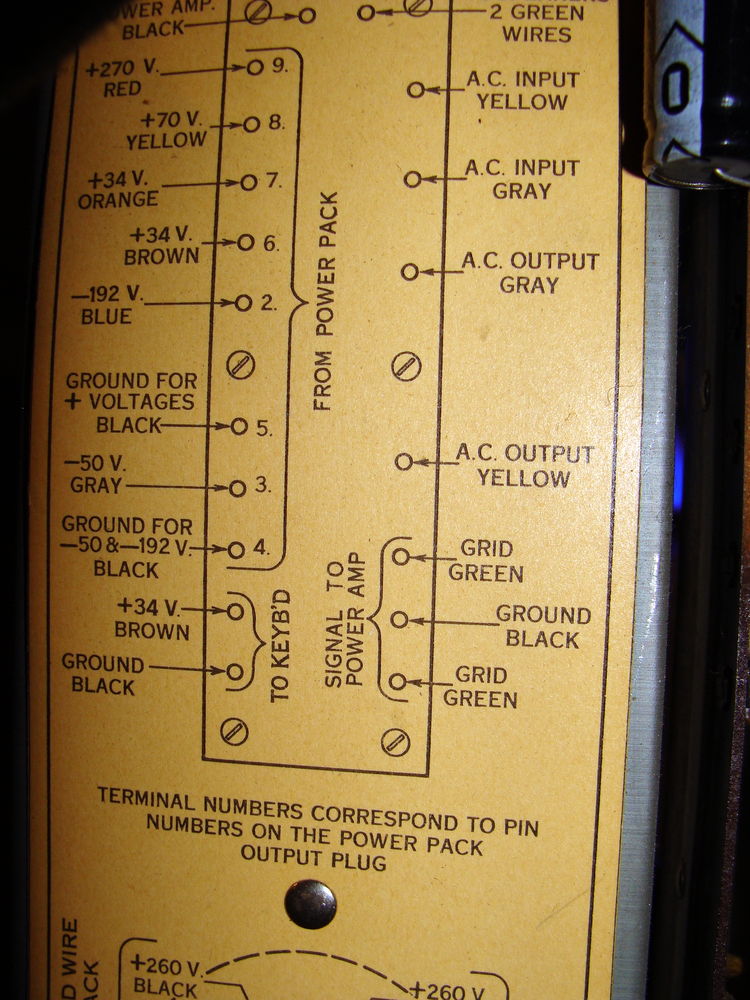 AMP.
BLACK
2 GREEN
WIRES
+270 V.
RED
9.
A.C. INPUT
YELLOW
+70 V.
YELLOW
8.
+34 V.
ORANGE
7.
A.C. INPUT
GRAY
+34 V.
BROWN
6.
A.C. OUTPUT
GRAY
—192 V.
BLUE
2.
FROM POWER PACK
GROUND FOR
+ VOLTAGES
BLACK
5.
A.C. OUTPUT
YELLOW
—50 V.
GRAY
3.
GROUND FOR
—50 & —192 V.
BLACK
4.
SIGNAL TO
POWER AMP
GRID
GREEN
GROUND
BLACK
GRID
GREEN
+34 V.
BROWN
GROUND
BLACK
TO KEYB'D
TERMINAL NUMBERS CORRESPOND TO PIN
NUMBERS ON THE POWER PACK
OUTPUT PLUG
WIRE
+260 V.
BLACK
+260 V